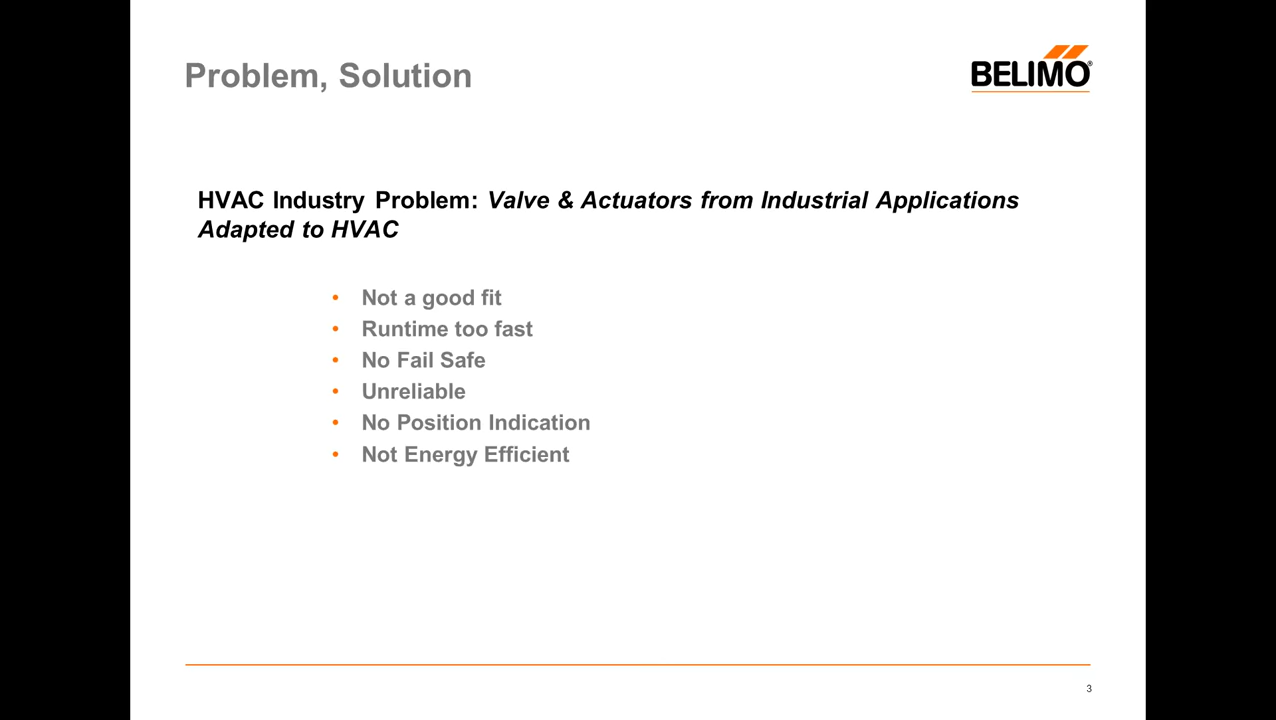 Problem, Solution
BELIMO®
HVAC Industry Problem: Valve & Actuators from Industrial Applications
Adapted to HVAC
• Not a good fit
• Runtime too fast
• No Fail Safe
• Unreliable
• No Position Indication
• Not Energy Efficient
3